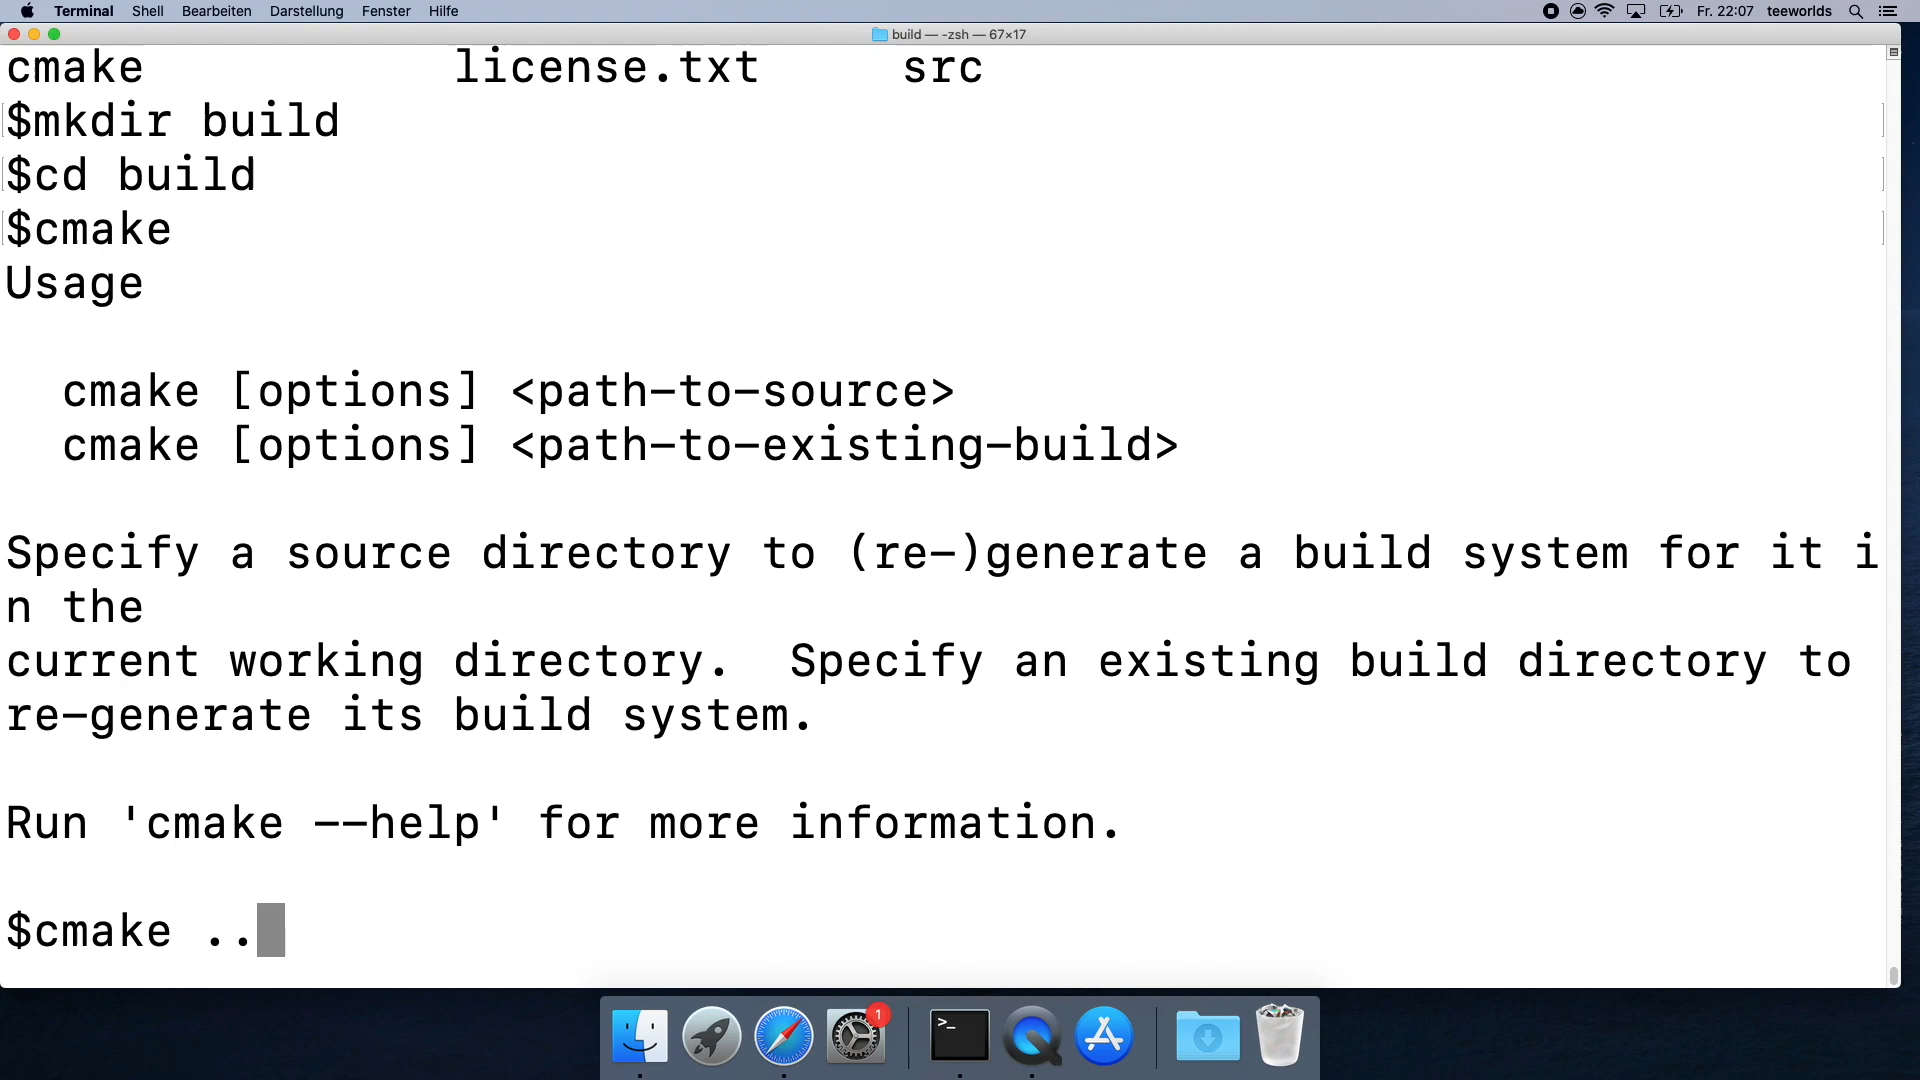 Terminal Shell Bearbeiten Darstellung Fenster Hilfe Fr. 22:07 teeworlds
build — -zsh — 67×17
cmake license.txt src
$mkdir build
$cd build
$cmake
Usage
cmake [options] <path-to-source>
cmake [options] <path-to-existing-build>
Specify a source directory to (re-)generate a build system for it i
n the
current working directory. Specify an existing build directory to
re-generate its build system.
Run 'cmake --help' for more information.
$cmake ..
1
>_